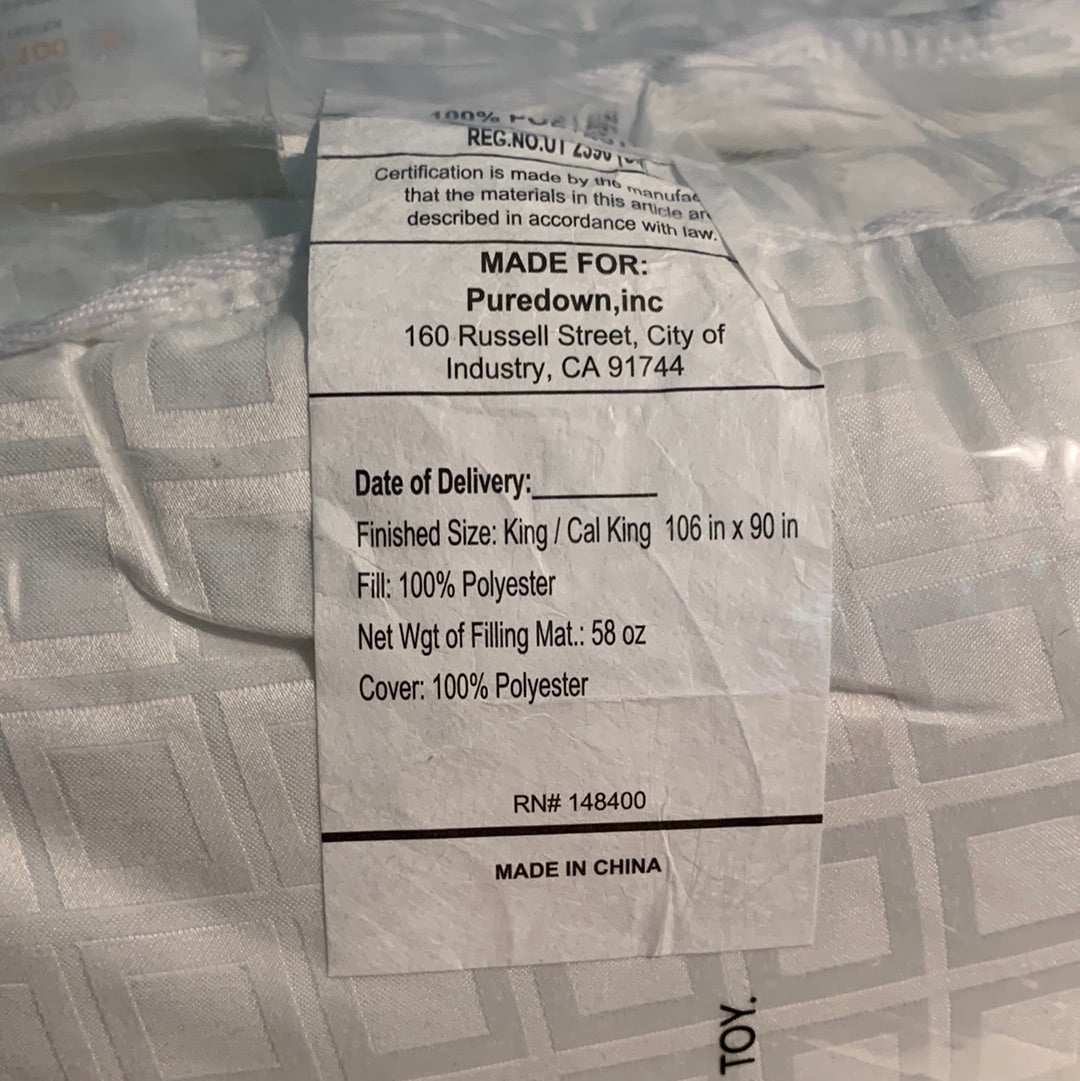 100%
REG.NO.UT
Certification is made by the
that the materials in this article
described in accordance with law.
MADE FOR:
Puredown,inc
160 Russell Street, City of
Industry, CA 91744
Date of Delivery:_________
Finished Size: King / Cal King 106 in x 90 in
Fill: 100% Polyester
Net Wgt of Filling Mat.: 58 oz
Cover: 100% Polyester
RN# 148400
MADE IN CHINA
TOY.